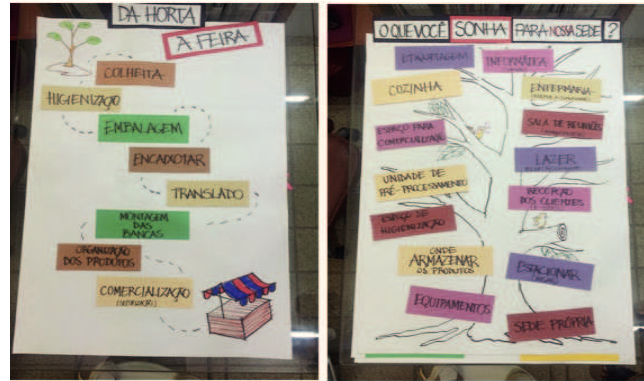 DA HORTA
À FEIRA
COLHEITA
HIGIENIZAÇÃO
EMBALAGEM
ENCAIXOTAR
TRANSLADO
MONTAGEM
DAS
BANCAS
ORGANIZAÇÃO
DOS PRODUTOS
COMERCIALIZAÇÃO
O QUE VOCÊ SONHA PARA NOSSA SEDE?
ETIQUETAGEM
INFORMÁTICA
COZINHA
ENFERMARIA
ESPAÇO PARA
COMERCIALIZAÇÃO
SALA DE REUNIÕES
LAZER
UNIDADE DE
PRÉ-PROCESSAMENTO
RECEPÇÃO
DOS CLIENTES
ESPAÇO DE
HIGIENIZAÇÃO
ONDE
ARMAZENAR
OS PRODUTOS
ESTACIONAR
EQUIPAMENTOS
SEDE PRÓPRIA